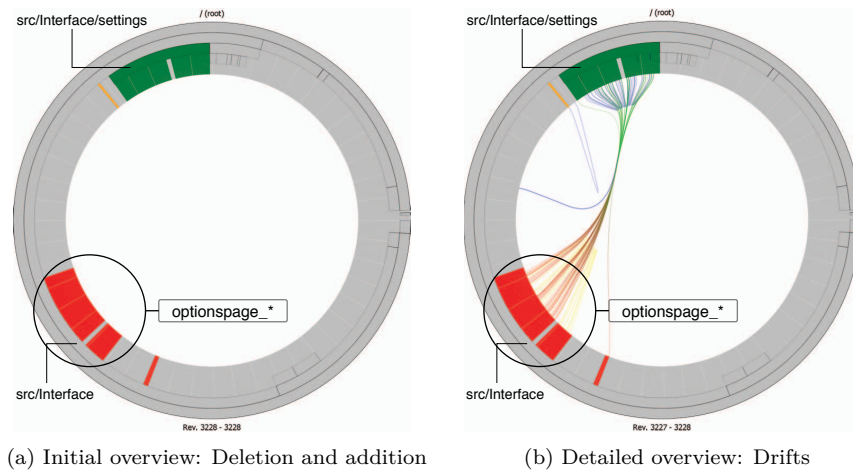 / (root)
src/Interface/settings
optionspage_*
src/Interface
Rev. 3228 - 3228
(a) Initial overview: Deletion and addition
/ (root)
src/Interface/settings
optionspage_*
src/Interface
Rev. 3227 - 3228
(b) Detailed overview: Drifts